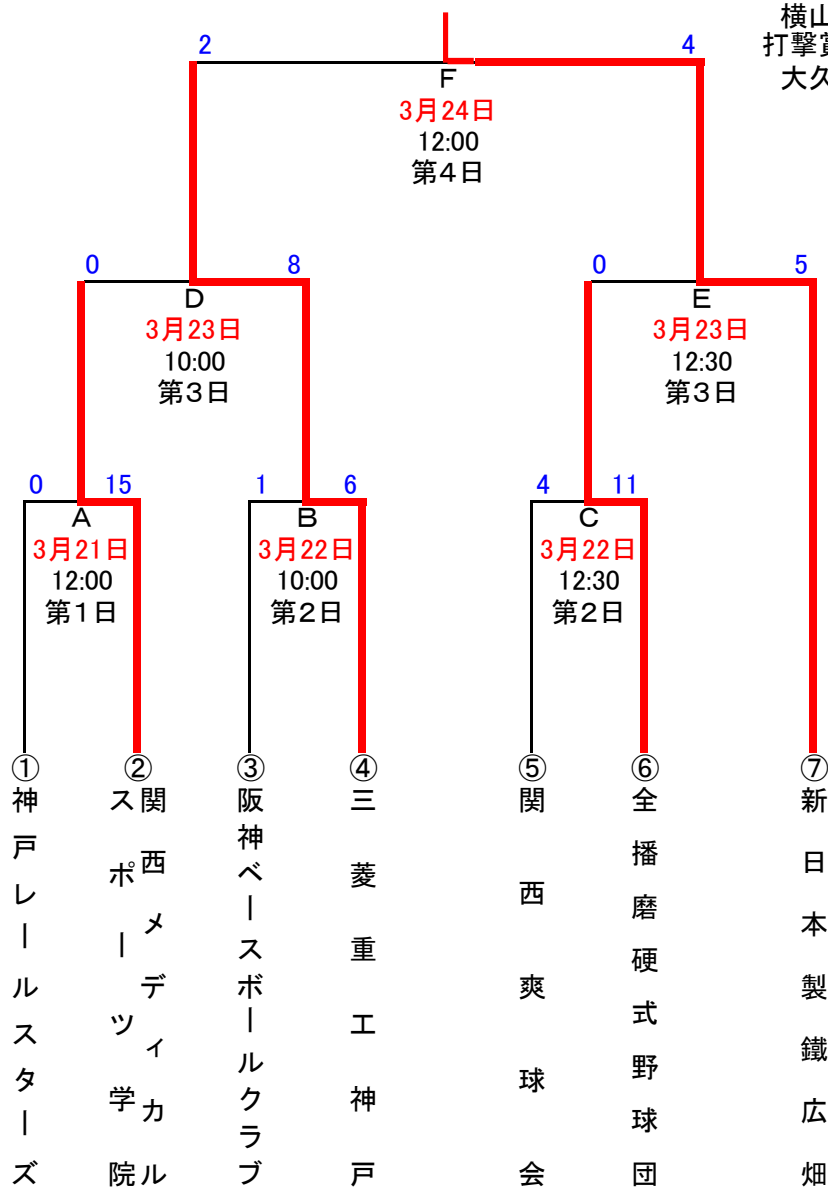 横山
打撃賞
大久
2
4
F
3月24日
12:00
第4日
0
8
D
3月23日
10:00
第3日
0
5
E
3月23日
12:30
第3日
0
15
A
3月21日
12:00
第1日
1
6
B
3月22日
10:00
第2日
4
11
C
3月22日
12:30
第2日
①
神戸レールスターズ
②
関西メディカル
スポーツ学院
③
阪神ベースボールクラブ
④
三菱重工神戸
⑤
関西爽球会
⑥
全播磨硬式野球団
⑦
新日本製鐵広畑